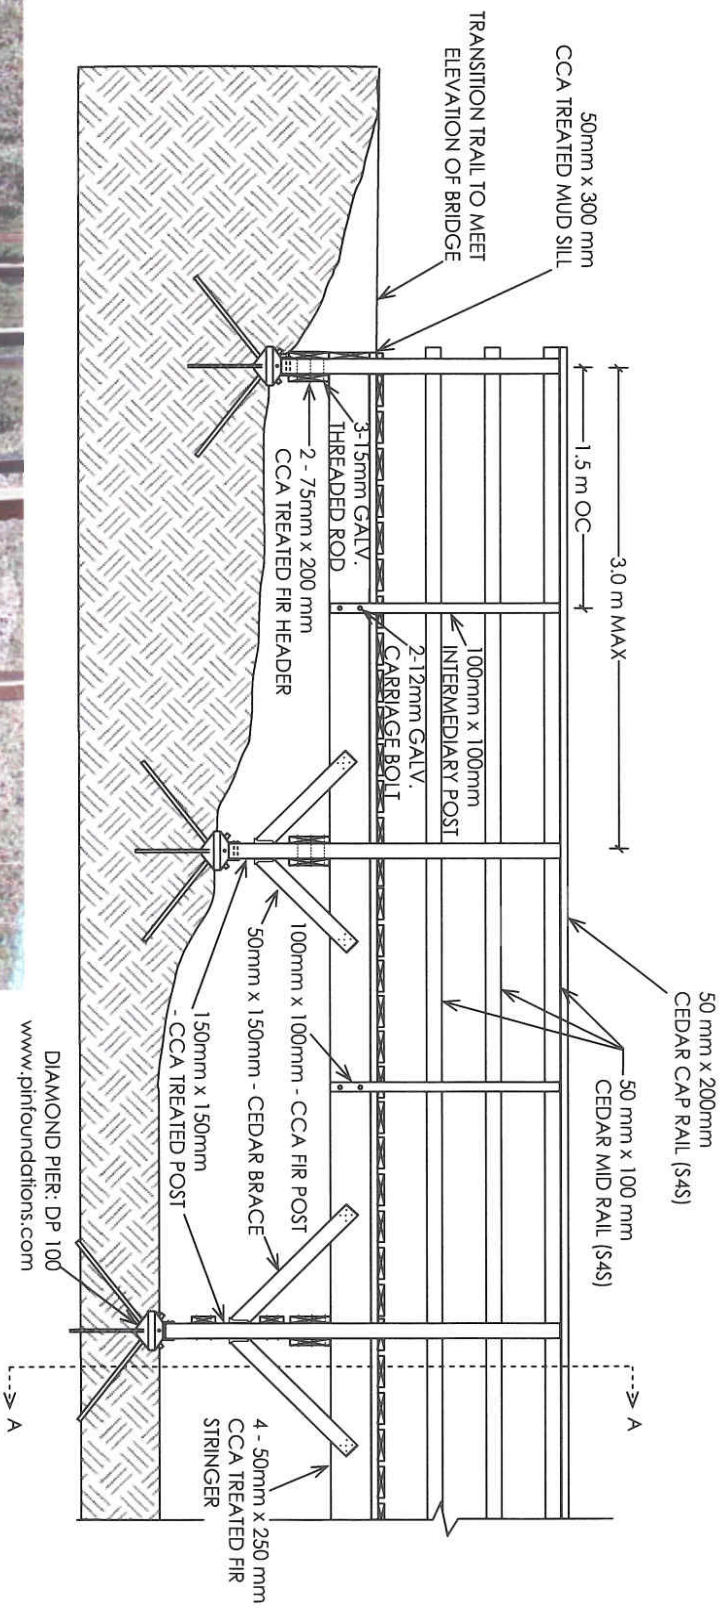 50 mm x 200mm
CEDAR CAP RAIL (S4S)
50 mm x 100 mm
CEDAR MID RAIL (S4S)
50mm x 300 mm
CCA TREATED MUD SILL
TRANSITION TRAIL TO MEET
ELEVATION OF BRIDGE
3.0 m MAX
1.5 m OC
100mm x 100mm
INTERMEDIARY POST
2-12mm GALV.
CARRIAGE BOLT
3-15mm GALV.
THREADED ROD
2 - 75mm x 200 mm
CCA TREATED FIR HEADER
100mm x 100mm - CCA FIR POST
50mm x 150mm - CEDAR BRACE
150mm x 150mm
- CCA TREATED POST
4 - 50mm x 250 mm
CCA TREATED FIR
STRINGER
DIAMOND PIER: DP 100
www.pinfoundations.com
A
A